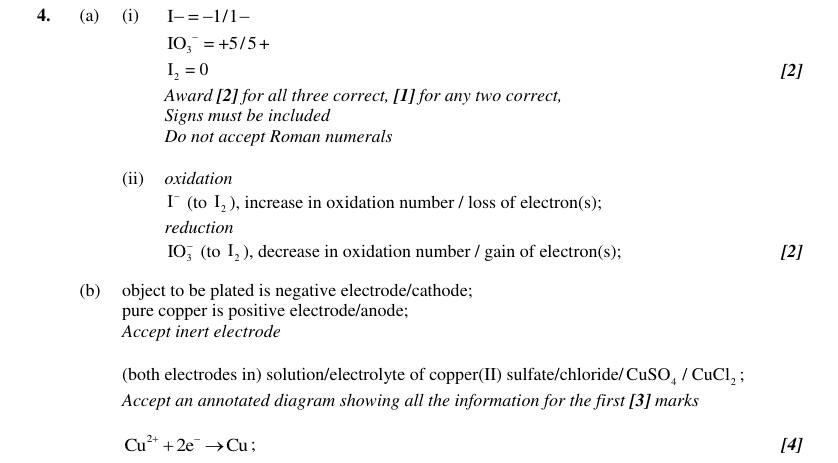 4. (a) (i) I− = −1/1−
IO₃⁻ = +5/5+
I₂ = 0 [2]
Award [2] for all three correct, [1] for any two correct,
Signs must be included
Do not accept Roman numerals
(ii) oxidation
I⁻ (to I₂), increase in oxidation number / loss of electron(s);
reduction
IO₃⁻ (to I₂), decrease in oxidation number / gain of electron(s); [2]
(b) object to be plated is negative electrode/cathode;
pure copper is positive electrode/anode;
Accept inert electrode
(both electrodes in) solution/electrolyte of copper(II) sulfate/chloride/ CuSO₄ / CuCl₂ ;
Accept an annotated diagram showing all the information for the first [3] marks
Cu²⁺ + 2e⁻ → Cu ; [4]